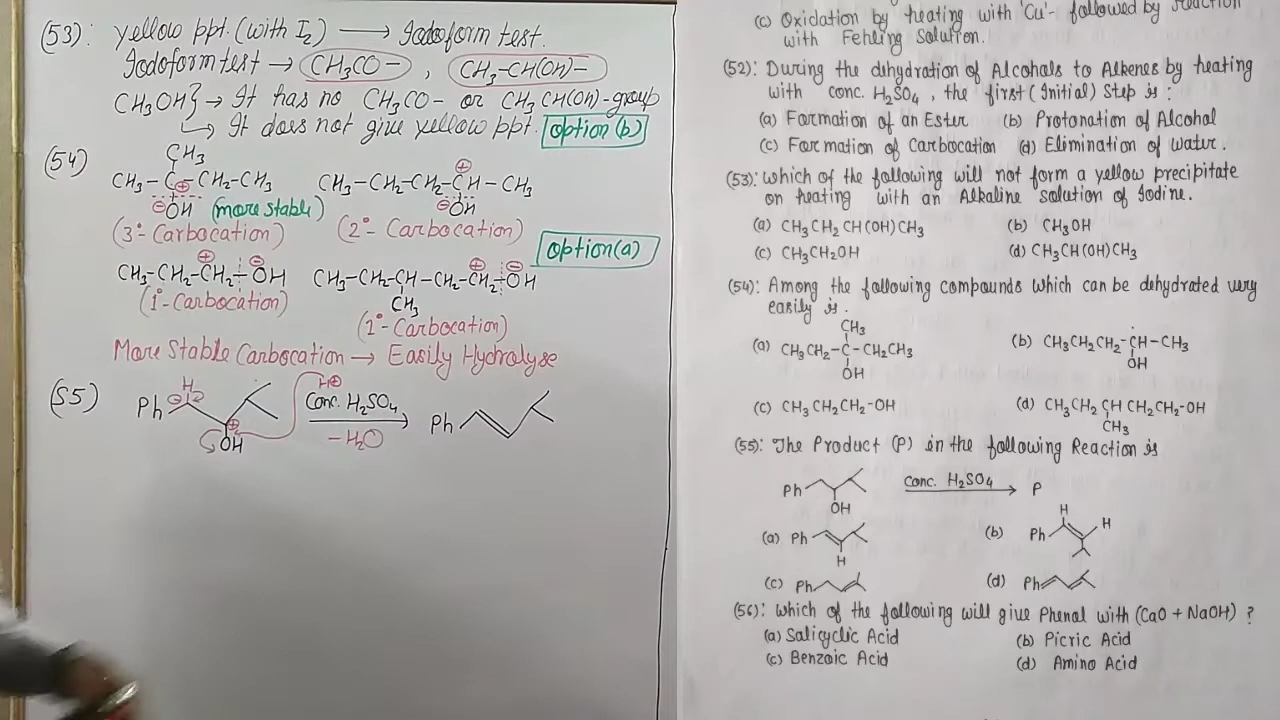 (53): yellow ppt. (with I2) ⟶ Iodoform test.
Iodoform test → CH3CO- , CH3-CH(OH)-
CH3OH} → It has no CH3CO- or CH3CH(OH)-group
↳ It does not give yellow ppt. Option(b)
(54)
CH3
CH3-C-CH2-CH3 CH3-CH2-CH2-CH-CH3
⊕ ⊕
⊖OH (more stable) ⊖OH
(3°-Carbocation) (2°-Carbocation)
Option(a)
CH3-CH2-CH2-OH CH3-CH2-CH-CH2-CH2-OH
⊕ ⊖ ⊕ ⊖
CH3
(1°-Carbocation) (1°-Carbocation)
More Stable Carbocation → Easily Hydrolyse
(55)
H H⊕
Ph Conc. H2SO4 Ph
⊕
OH -H2O
(c) Oxidation by heating with 'Cu'- followed by reaction
with Fehling Solution.
(52): During the dehydration of Alcohals to Alkenes by heating
with conc. H2SO4, the first (Initial) Step is :
(a) Formation of an Ester (b) Protonation of Alcohol
(c) Formation of Carbocation (d) Elimination of water.
(53): Which of the following will not form a yellow precipitate
on heating with an Alkaline solution of Iodine.
(a) CH3CH2CH(OH)CH3 (b) CH3OH
(c) CH3CH2OH (d) CH3CH(OH)CH3
(54): Among the following compounds which can be dehydrated very
easily is.
CH3
(a) CH3CH2-C-CH2CH3 (b) CH3CH2CH2-CH-CH3
OH OH
(c) CH3CH2CH2-OH (d) CH3CH2CHCH2CH2-OH
CH3
(55): The Product (P) in the following Reaction is
Ph Conc. H2SO4 → P
OH
(a) Ph H (b) Ph H H
(c) Ph (d) Ph
(56): Which of the following will give Phenol with (CaO + NaOH) ?
(a) Salicyclic Acid (b) Picric Acid
(c) Benzoic Acid (d) Amino Acid